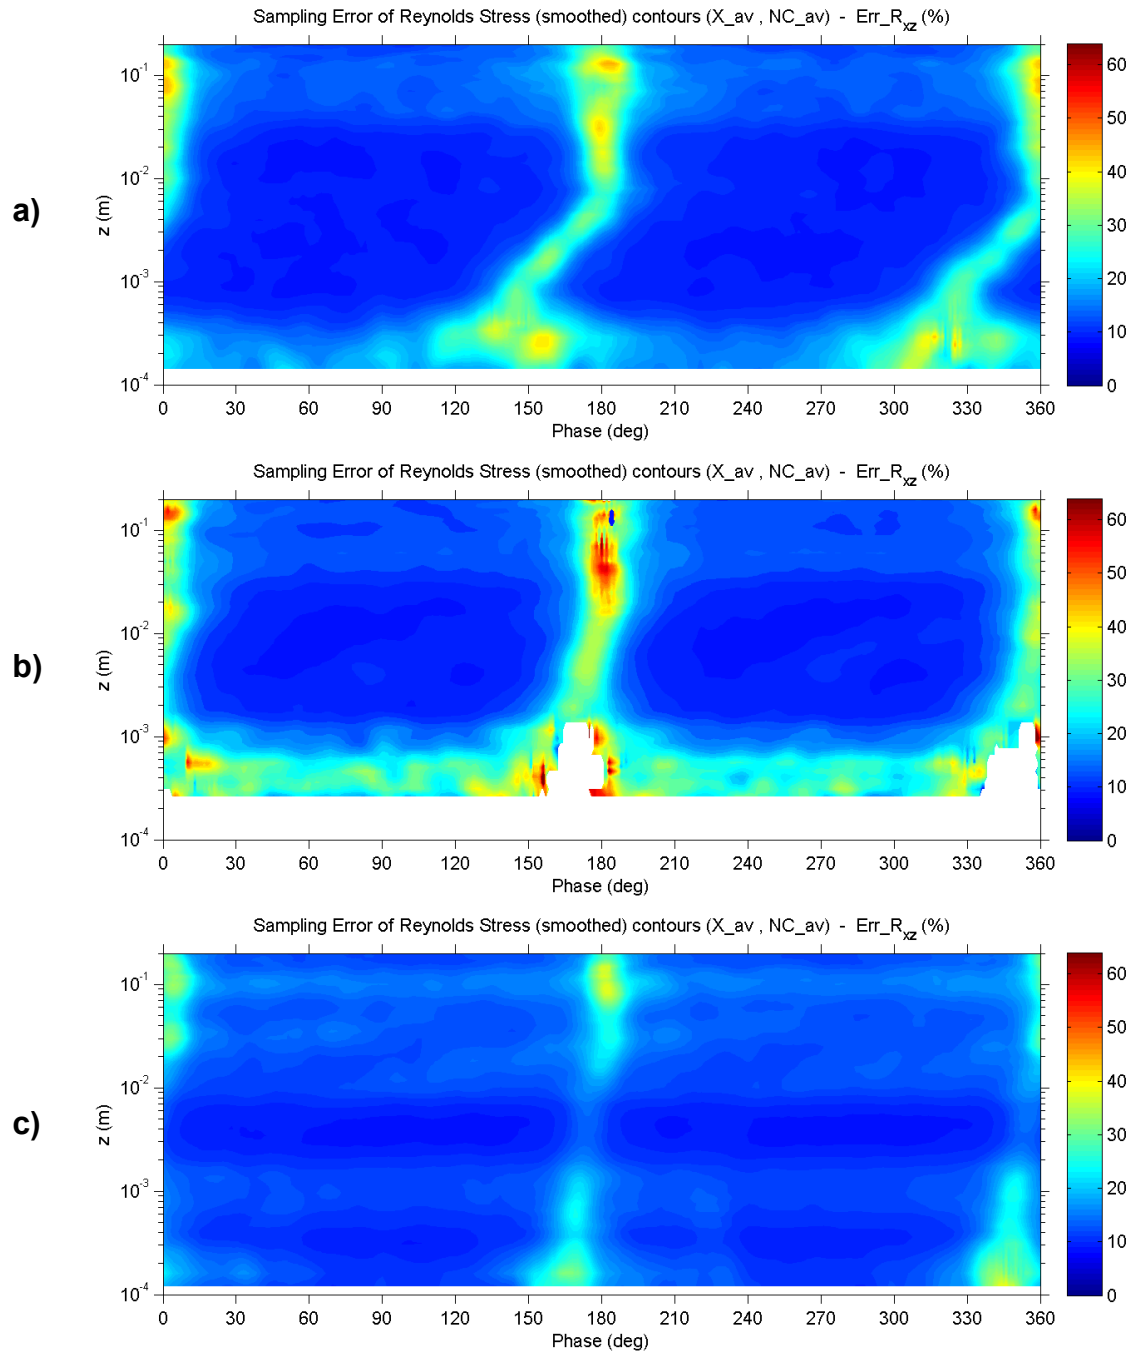 Sampling Error of Reynolds Stress (smoothed) contours (X_av , NC_av)  -  Err_R_xz (%)
a)
z (m)
10^-1
10^-2
10^-3
10^-4
0 30 60 90 120 150 180 210 240 270 300 330 360
Phase (deg)
60
50
40
30
20
10
0
Sampling Error of Reynolds Stress (smoothed) contours (X_av , NC_av)  -  Err_R_xz (%)
b)
z (m)
10^-1
10^-2
10^-3
10^-4
0 30 60 90 120 150 180 210 240 270 300 330 360
Phase (deg)
60
50
40
30
20
10
0
Sampling Error of Reynolds Stress (smoothed) contours (X_av , NC_av)  -  Err_R_xz (%)
c)
z (m)
10^-1
10^-2
10^-3
10^-4
0 30 60 90 120 150 180 210 240 270 300 330 360
Phase (deg)
60
50
40
30
20
10
0